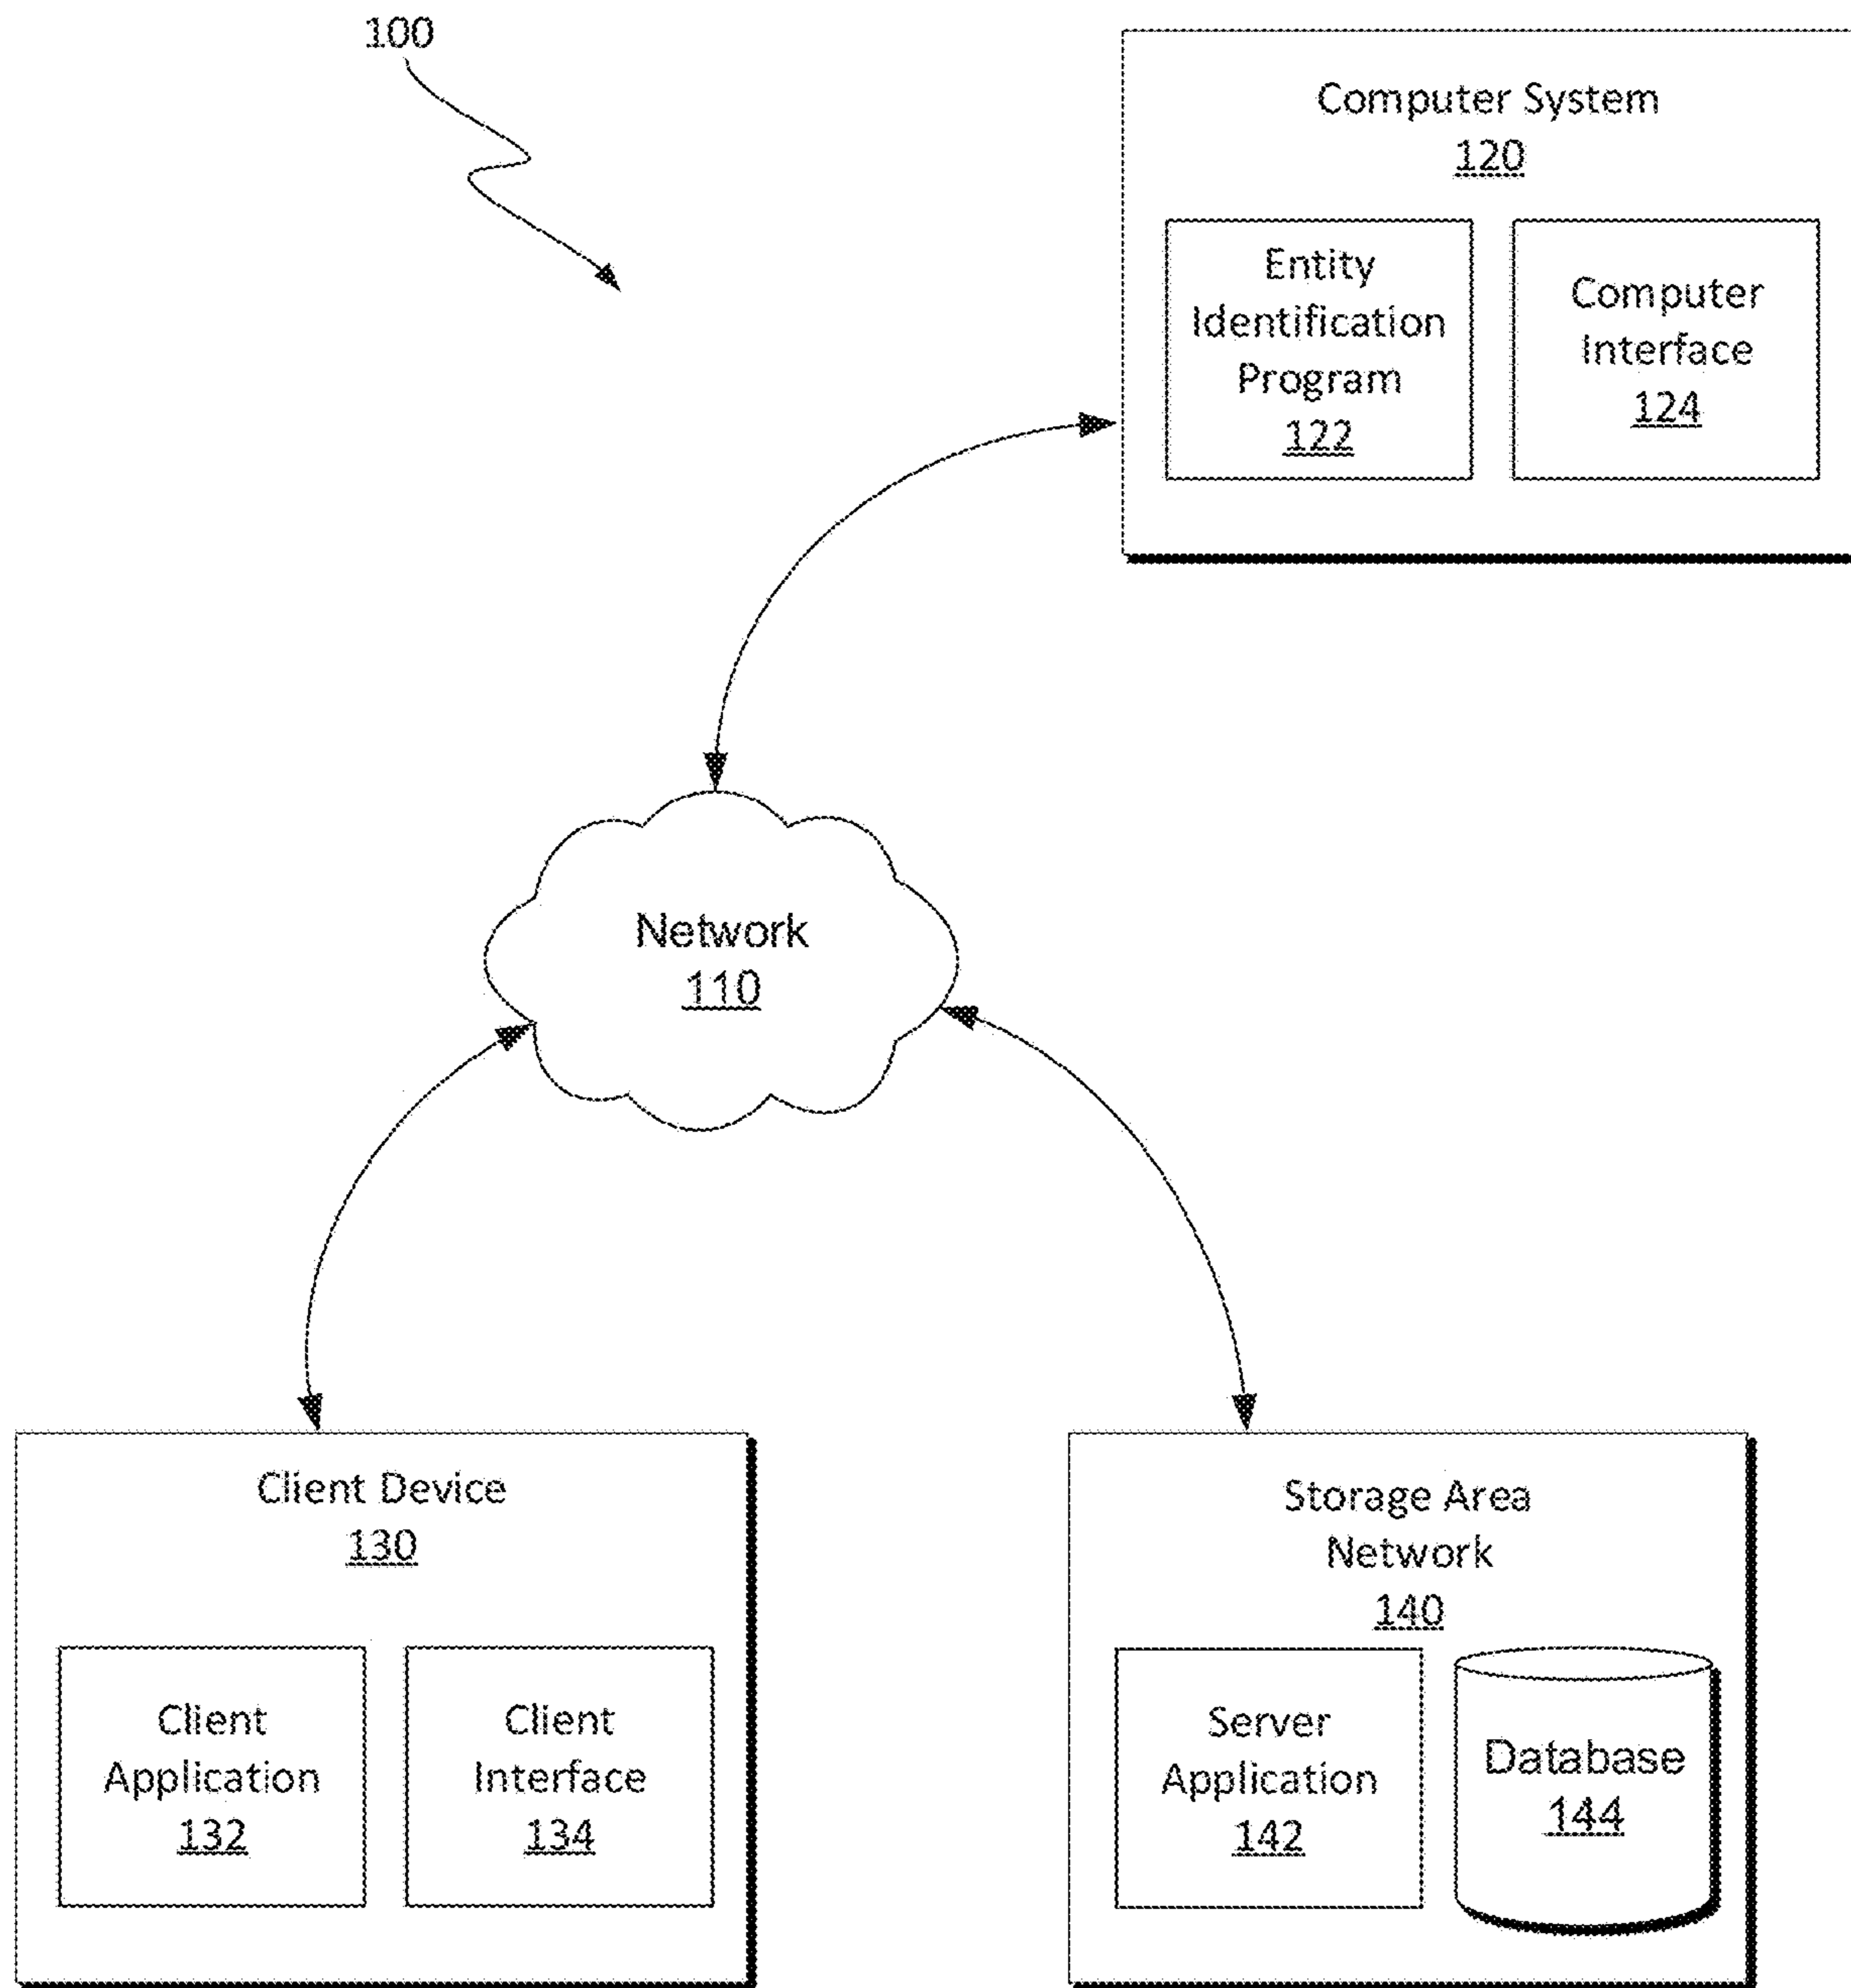 100
Computer System
120
Entity
Identification
Program
122
Computer
Interface
124
Network
110
Client Device
130
Client
Application
132
Client
Interface
134
Storage Area
Network
140
Server
Application
142
Database
144